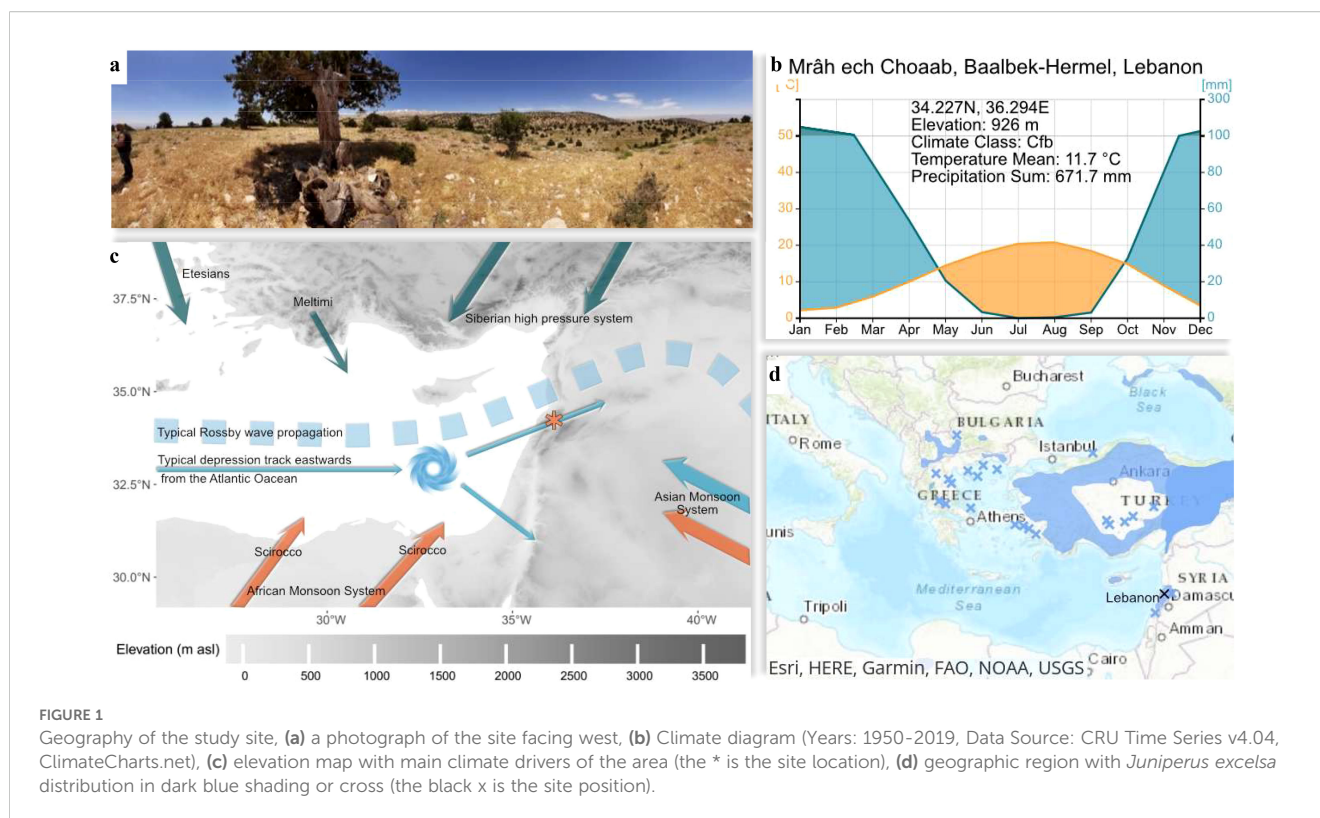 a
b Mrâh ech Choaab, Baalbek-Hermel, Lebanon
C]
[mm]
300
50
100
40
80
30
60
20
40
10
20
0
0
34.227N, 36.294E
Elevation: 926 m
Climate Class: Cfb
Temperature Mean: 11.7 °C
Precipitation Sum: 671.7 mm
Jan Feb Mar Apr May Jun Jul Aug Sep Oct Nov Dec
c
Etesians
Meltimi
Siberian high pressure system
37.5°N
35.0°N
32.5°N
30.0°N
Typical Rossby wave propagation
Typical depression track eastwards
from the Atlantic Oacean
Asian Monsoon
System
Scirocco
Scirocco
African Monsoon System
30°W 35°W 40°W
Elevation (m asl)
0 500 1000 1500 2000 2500 3000 3500
d
Bucharest
Black
Sea
ITALY
BULGARIA
Rome
Istanbul
Ankara
GREECE
TURKEY
Athens
unis
Mediterranean
Sea
SYRIA
Lebanon
Damascu
Tripoli
Amman
Cairo
Esri, HERE, Garmin, FAO, NOAA, USGS
FIGURE 1
Geography of the study site, (a) a photograph of the site facing west, (b) Climate diagram (Years: 1950-2019, Data Source: CRU Time Series v4.04,
ClimateCharts.net), (c) elevation map with main climate drivers of the area (the * is the site location), (d) geographic region with Juniperus excelsa
distribution in dark blue shading or cross (the black x is the site position).